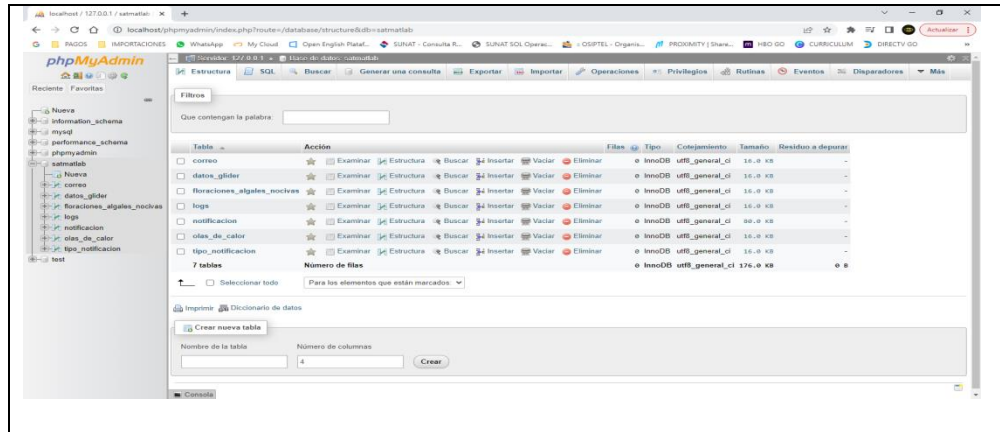 localhost / 127.0.0.1 / satmatlab
localhost/phpmyadmin/index.php?route=/database/structure&db=satmatlab
Actualizar
PAGOS IMPORTACIONES WhatsApp My Cloud Open English Platef... SUNAT - Consulta R... SUNAT SOL Operac... :: OSIPTEL - Organis... PROXIMITY | Share... HBO GO CURRICULUM DIRECTV GO
phpMyAdmin
Reciente Favoritas
Nueva
information_schema
mysql
performance_schema
phpmyadmin
satmatlab
Nueva
correo
datos_glider
floraciones_algales_nocivas
logs
notificacion
olas_de_calor
tipo_notificacion
test
Servidor: 127.0.0.1 » Base de datos: satmatlab
Estructura SQL Buscar Generar una consulta Exportar Importar Operaciones Privilegios Rutinas Eventos Disparadores Más
Filtros
Que contengan la palabra:
Tabla Acción Filas Tipo Cotejamiento Tamaño Residuo a depurar
correo Examinar Estructura Buscar Insertar Vaciar Eliminar 0 InnoDB utf8_general_ci 16.0 KB -
datos_glider Examinar Estructura Buscar Insertar Vaciar Eliminar 0 InnoDB utf8_general_ci 16.0 KB -
floraciones_algales_nocivas Examinar Estructura Buscar Insertar Vaciar Eliminar 0 InnoDB utf8_general_ci 16.0 KB -
logs Examinar Estructura Buscar Insertar Vaciar Eliminar 0 InnoDB utf8_general_ci 16.0 KB -
notificacion Examinar Estructura Buscar Insertar Vaciar Eliminar 0 InnoDB utf8_general_ci 80.0 KB -
olas_de_calor Examinar Estructura Buscar Insertar Vaciar Eliminar 0 InnoDB utf8_general_ci 16.0 KB -
tipo_notificacion Examinar Estructura Buscar Insertar Vaciar Eliminar 0 InnoDB utf8_general_ci 16.0 KB -
7 tablas Número de filas 0 InnoDB utf8_general_ci 176.0 KB 0 B
Seleccionar todo Para los elementos que están marcados:
Imprimir Diccionario de datos
Crear nueva tabla
Nombre de la tabla Número de columnas
4 Crear
Consola